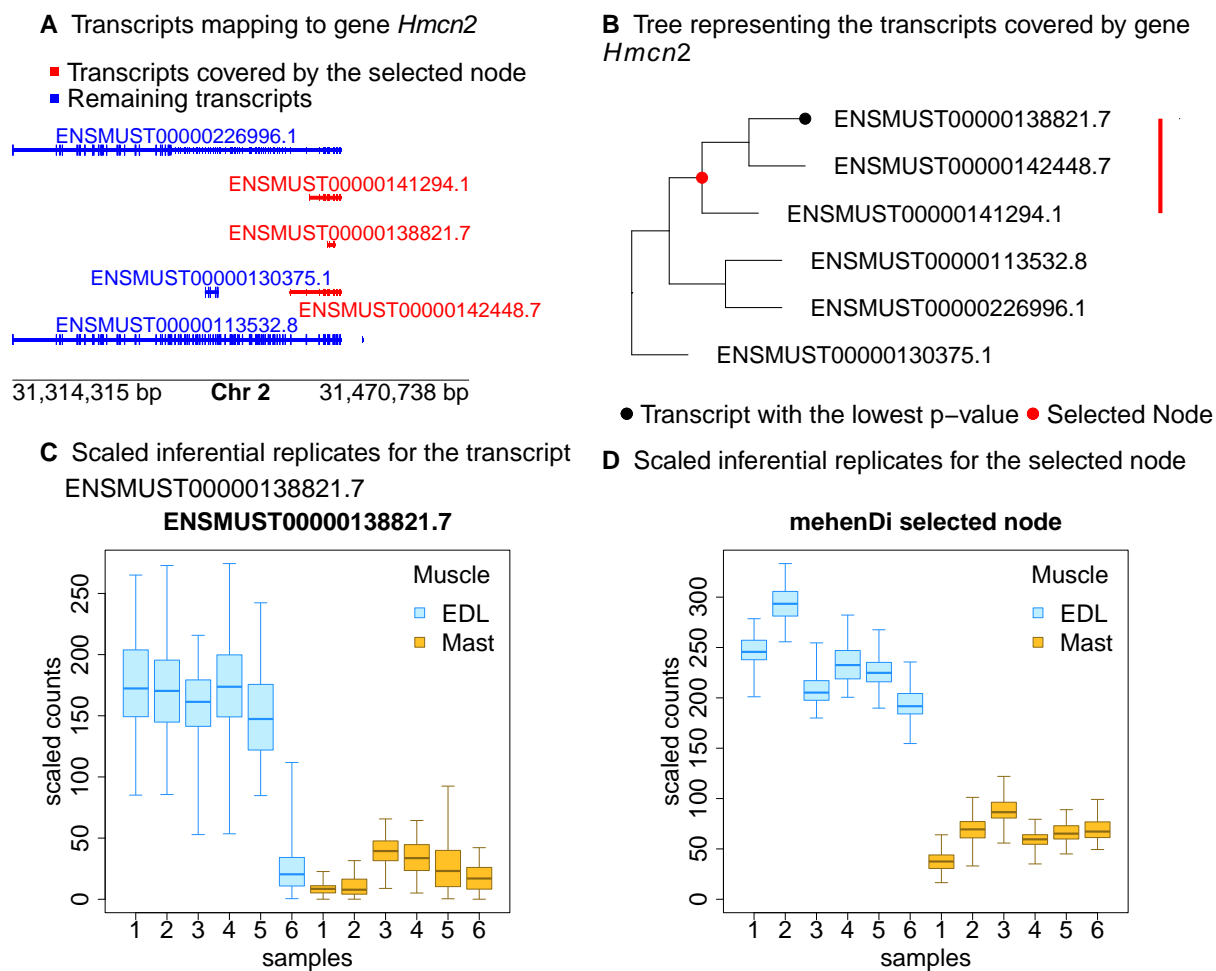 A Transcripts mapping to gene Hmcn2
Transcripts covered by the selected node
Remaining transcripts
ENSMUST00000226996.1
ENSMUST00000141294.1
ENSMUST00000138821.7
ENSMUST00000130375.1
ENSMUST00000142448.7
ENSMUST00000113532.8
31,314,315 bp Chr 2 31,470,738 bp
B Tree representing the transcripts covered by gene
Hmcn2
ENSMUST00000138821.7
ENSMUST00000142448.7
ENSMUST00000141294.1
ENSMUST00000113532.8
ENSMUST00000226996.1
ENSMUST00000130375.1
Transcript with the lowest p−value Selected Node
C Scaled inferential replicates for the transcript
ENSMUST00000138821.7
ENSMUST00000138821.7
Muscle
EDL
Mast
scaled counts
250
200
150
100
50
0
1 2 3 4 5 6 1 2 3 4 5 6
samples
D Scaled inferential replicates for the selected node
mehenDi selected node
Muscle
EDL
Mast
scaled counts
300
250
200
150
100
50
0
1 2 3 4 5 6 1 2 3 4 5 6
samples